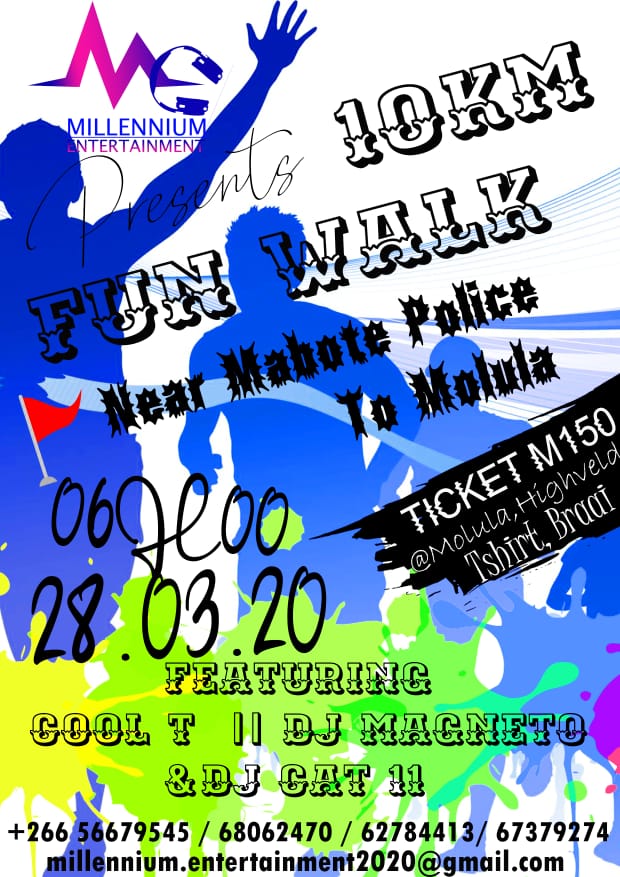 MILLENNIUM
ENTERTAINMENT
Presents
10KM
FUN WALK
Near Mabote Police
To Molula
TICKET M150
@Molula, Highveld
Tshirt, Braai
06H00
28.03.20
FEATURING
COOL T || DJ MAGNETO
& DJ CAT 11
+266 56679545 / 68062470 / 62784413/ 67379274
millennium.entertainment2020@gmail.com